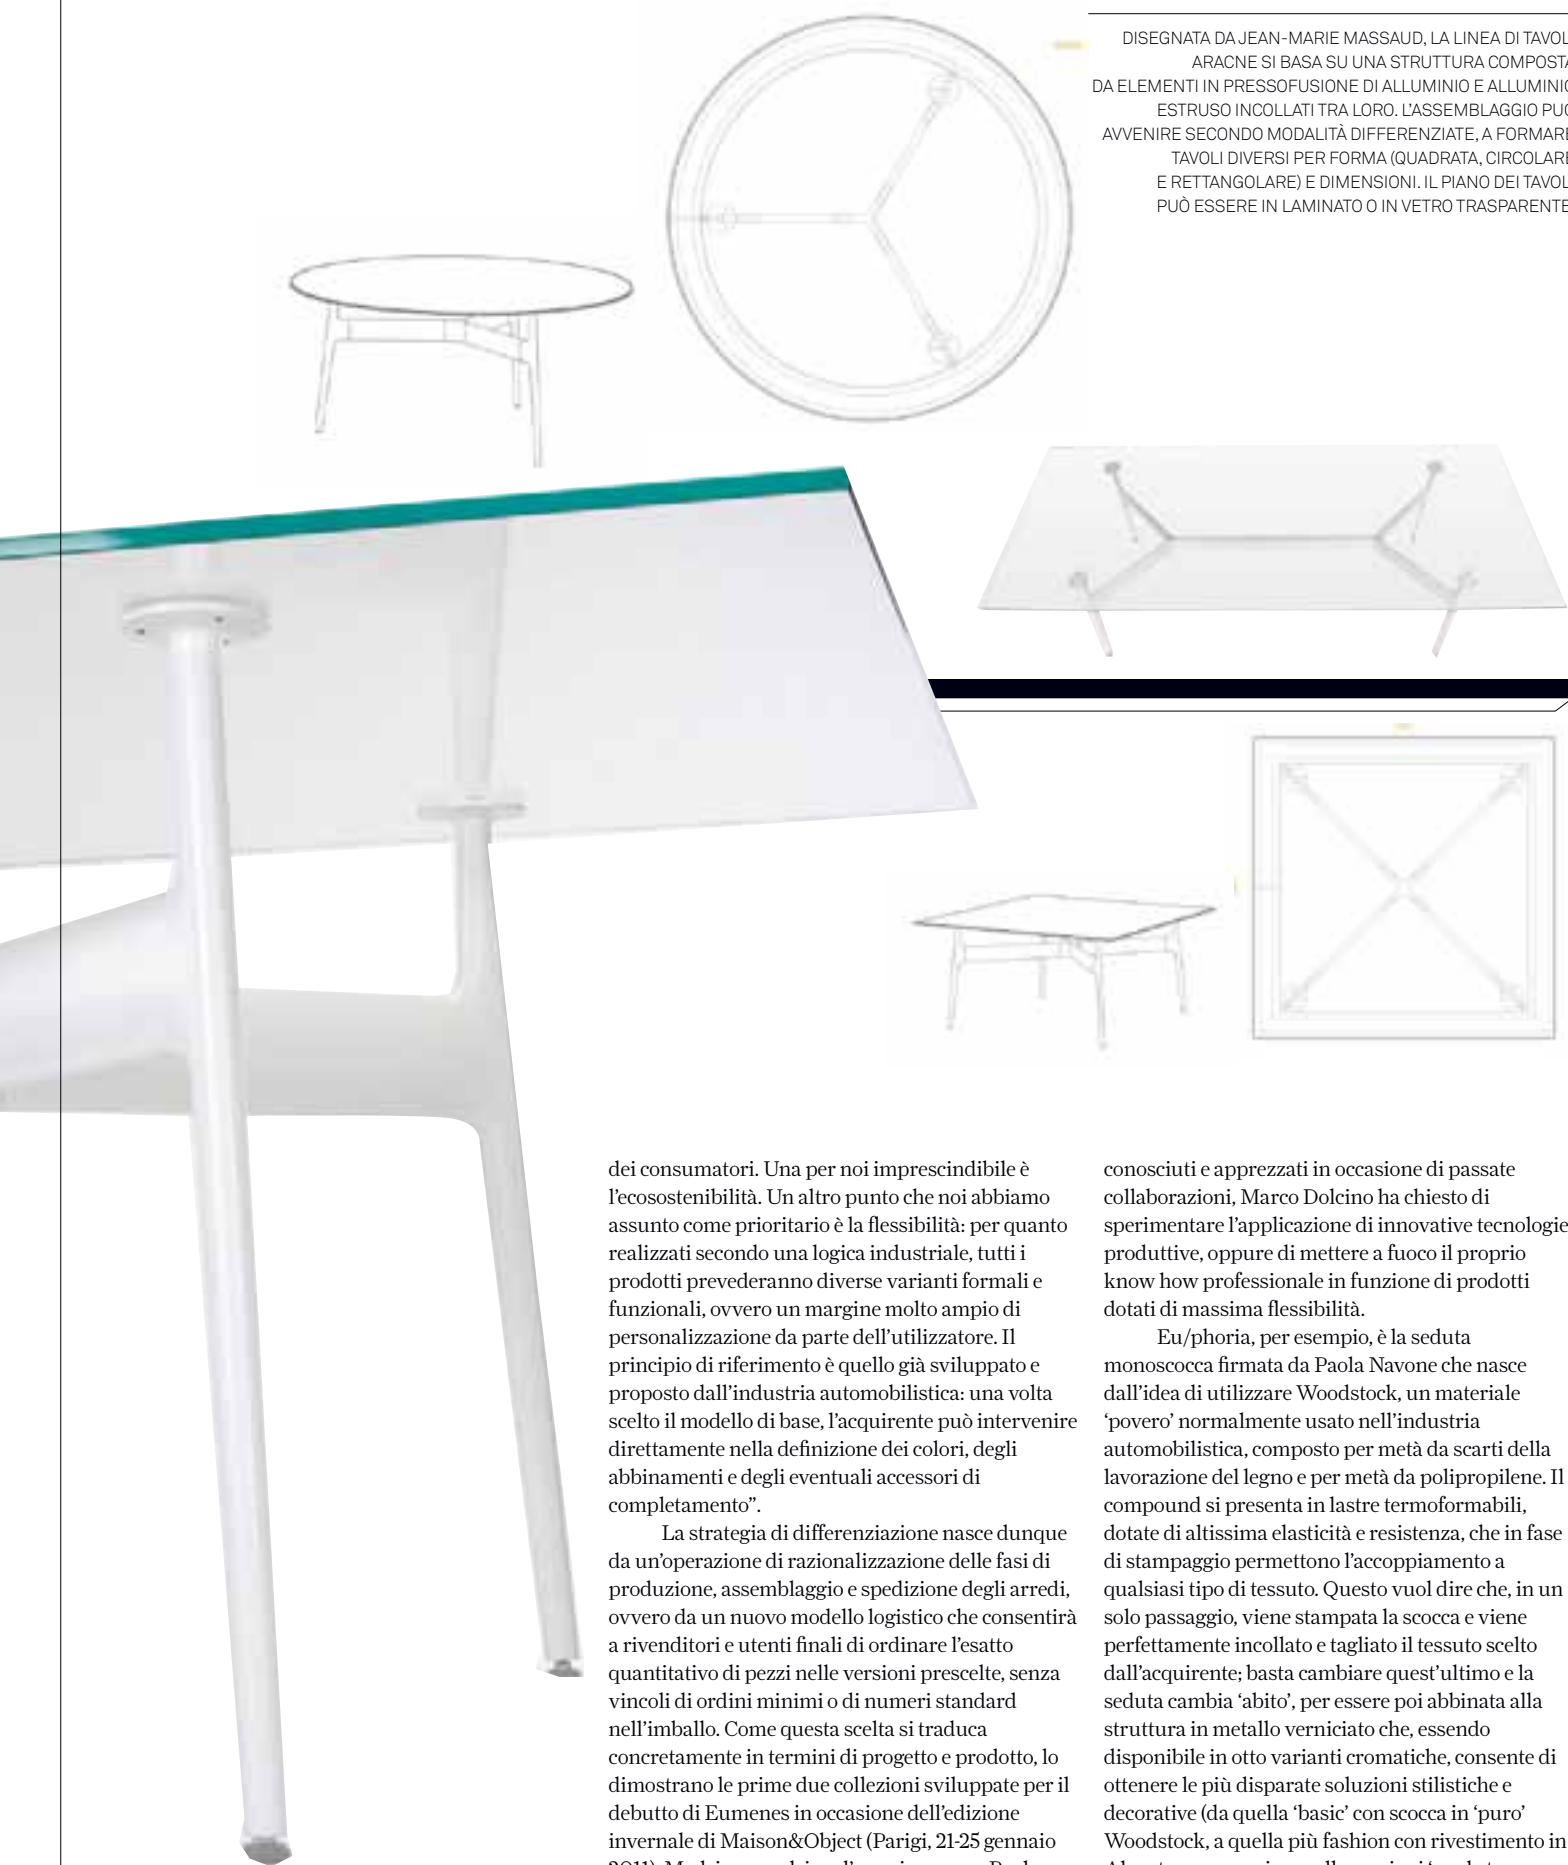 DISEGNATA DA JEAN-MARIE MASSAUD, LA LINEA DI
ARACNE SI BASA SU UNA STRUTTURA
DA ELEMENTI IN PRESSOFUSIONE DI ALLUMINIO E
ESTRUSO INCOLLATI TRA LORO. L'ASSEMBLAGGIO
AVVENIRE SECONDO MODALITÀ DIFFERENZIATE, A
TAVOLI DIVERSI PER FORMA (QUADRATA,
E RETTANGOLARE) E DIMENSIONI. IL PIANO DEI
PUÒ ESSERE IN LAMINATO O IN VETRO TRASPARENTE
dei consumatori. Una per noi imprescindibile è
l'ecosostenibilità. Un altro punto che noi abbiamo
assunto come prioritario è la flessibilità: per quanto
realizzati secondo una logica industriale, tutti i
prodotti prevederanno diverse varianti formali e
funzionali, ovvero un margine molto ampio di
personalizzazione da parte dell'utilizzatore. Il
principio di riferimento è quello già sviluppato e
proposto dall'industria automobilistica: una volta
scelto il modello di base, l'acquirente può intervenire
direttamente nella definizione dei colori, degli
abbinamenti e degli eventuali accessori di
completamento”.
La strategia di differenziazione nasce dunque
da un'operazione di razionalizzazione delle fasi di
produzione, assemblaggio e spedizione degli arredi,
ovvero da un nuovo modello logistico che consentirà
a rivenditori e utenti finali di ordinare l'esatto
quantitativo di pezzi nelle versioni prescelte, senza
vincoli di ordini minimi o di numeri standard
nell'imballo. Come questa scelta si traduca
concretamente in termini di progetto e prodotto, lo
dimostrano le prime due collezioni sviluppate per il
debutto di Eumenes in occasione dell'edizione
invernale di Maison&Object (Parigi, 21-25 gennaio
conosciuti e apprezzati in occasione di passate
collaborazioni, Marco Dolcino ha chiesto di
sperimentare l'applicazione di innovative tecnologie
produttive, oppure di mettere a fuoco il proprio
know how professionale in funzione di prodotti
dotati di massima flessibilità.
Eu/phoria, per esempio, è la seduta
monoscocca firmata da Paola Navone che nasce
dall'idea di utilizzare Woodstock, un materiale
‘povero’ normalmente usato nell'industria
automobilistica, composto per metà da scarti della
lavorazione del legno e per metà da polipropilene. Il
compound si presenta in lastre termoformabili,
dotate di altissima elasticità e resistenza, che in fase
di stampaggio permettono l'accoppiamento a
qualsiasi tipo di tessuto. Questo vuol dire che, in un
solo passaggio, viene stampata la scocca e viene
perfettamente incollato e tagliato il tessuto scelto
dall'acquirente; basta cambiare quest'ultimo e la
seduta cambia ‘abito’, per essere poi abbinata alla
struttura in metallo verniciato che, essendo
disponibile in otto varianti cromatiche, consente di
ottenere le più disparate soluzioni stilistiche e
decorative (da quella ‘basic’ con scocca in ‘puro’
Woodstock, a quella più fashion con rivestimento in